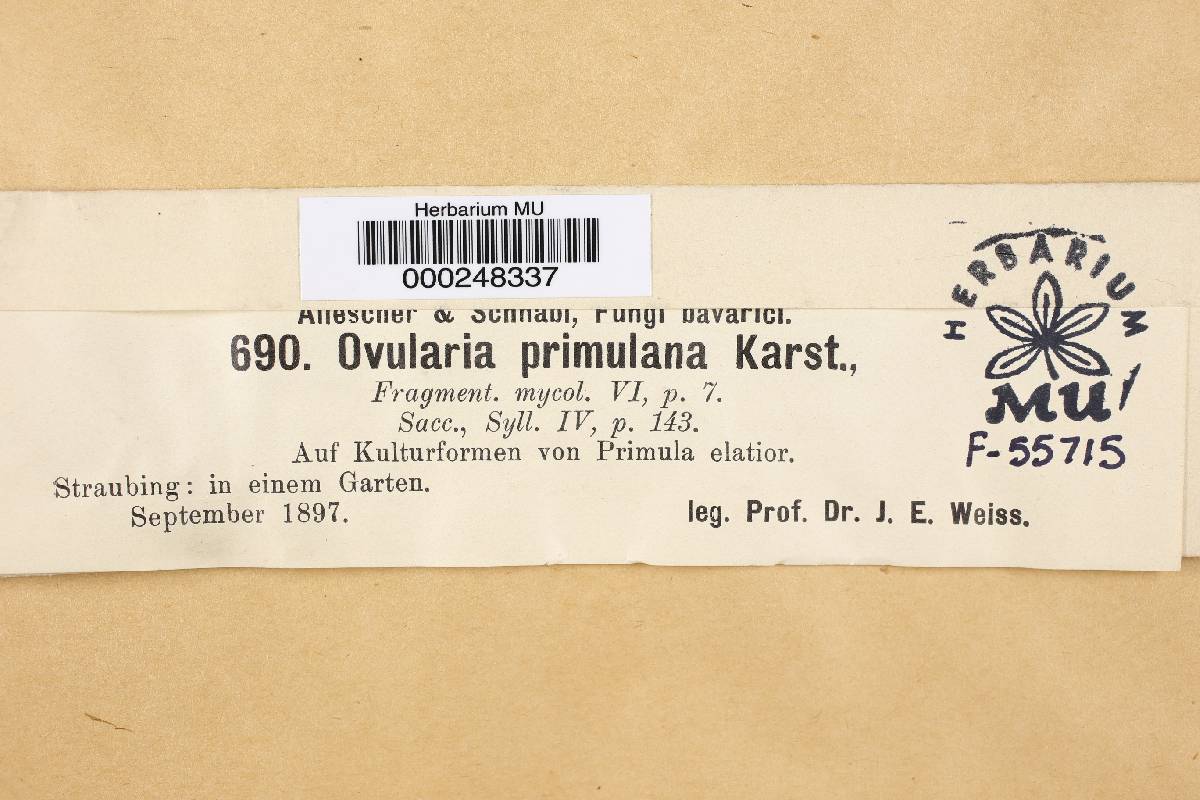 Herbarium MU
000248337
HERBARIUM
MU
F-55715
Allescher & Schnabl, Fungi bavarici.
690. Ovularia primulana Karst.,
Fragment. mycol. VI, p. 7.
Sacc., Syll. IV, p. 143.
Auf Kulturformen von Primula elatior.
Straubing: in einem Garten.
September 1897.
leg. Prof. Dr. J. E. Weiss.